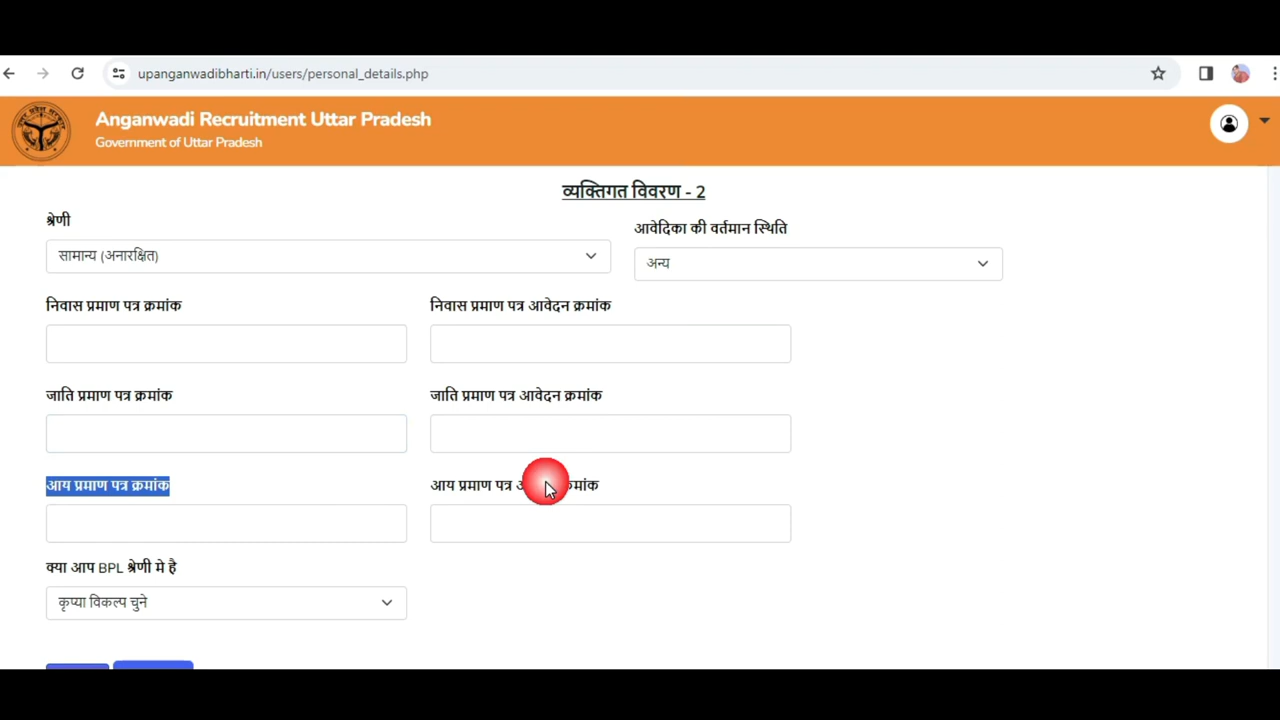 upanganwadibharti.in/users/personal_details.php
Anganwadi Recruitment Uttar Pradesh
Government of Uttar Pradesh
व्यक्तिगत विवरण - 2
श्रेणी
आवेदिका की वर्तमान स्थिति
सामान्य (अनारक्षित)
अन्य
निवास प्रमाण पत्र क्रमांक
निवास प्रमाण पत्र आवेदन क्रमांक
जाति प्रमाण पत्र क्रमांक
जाति प्रमाण पत्र आवेदन क्रमांक
आय प्रमाण पत्र क्रमांक
आय प्रमाण पत्र
क्या आप BPL श्रेणी मे है
कृप्या विकल्प चुने